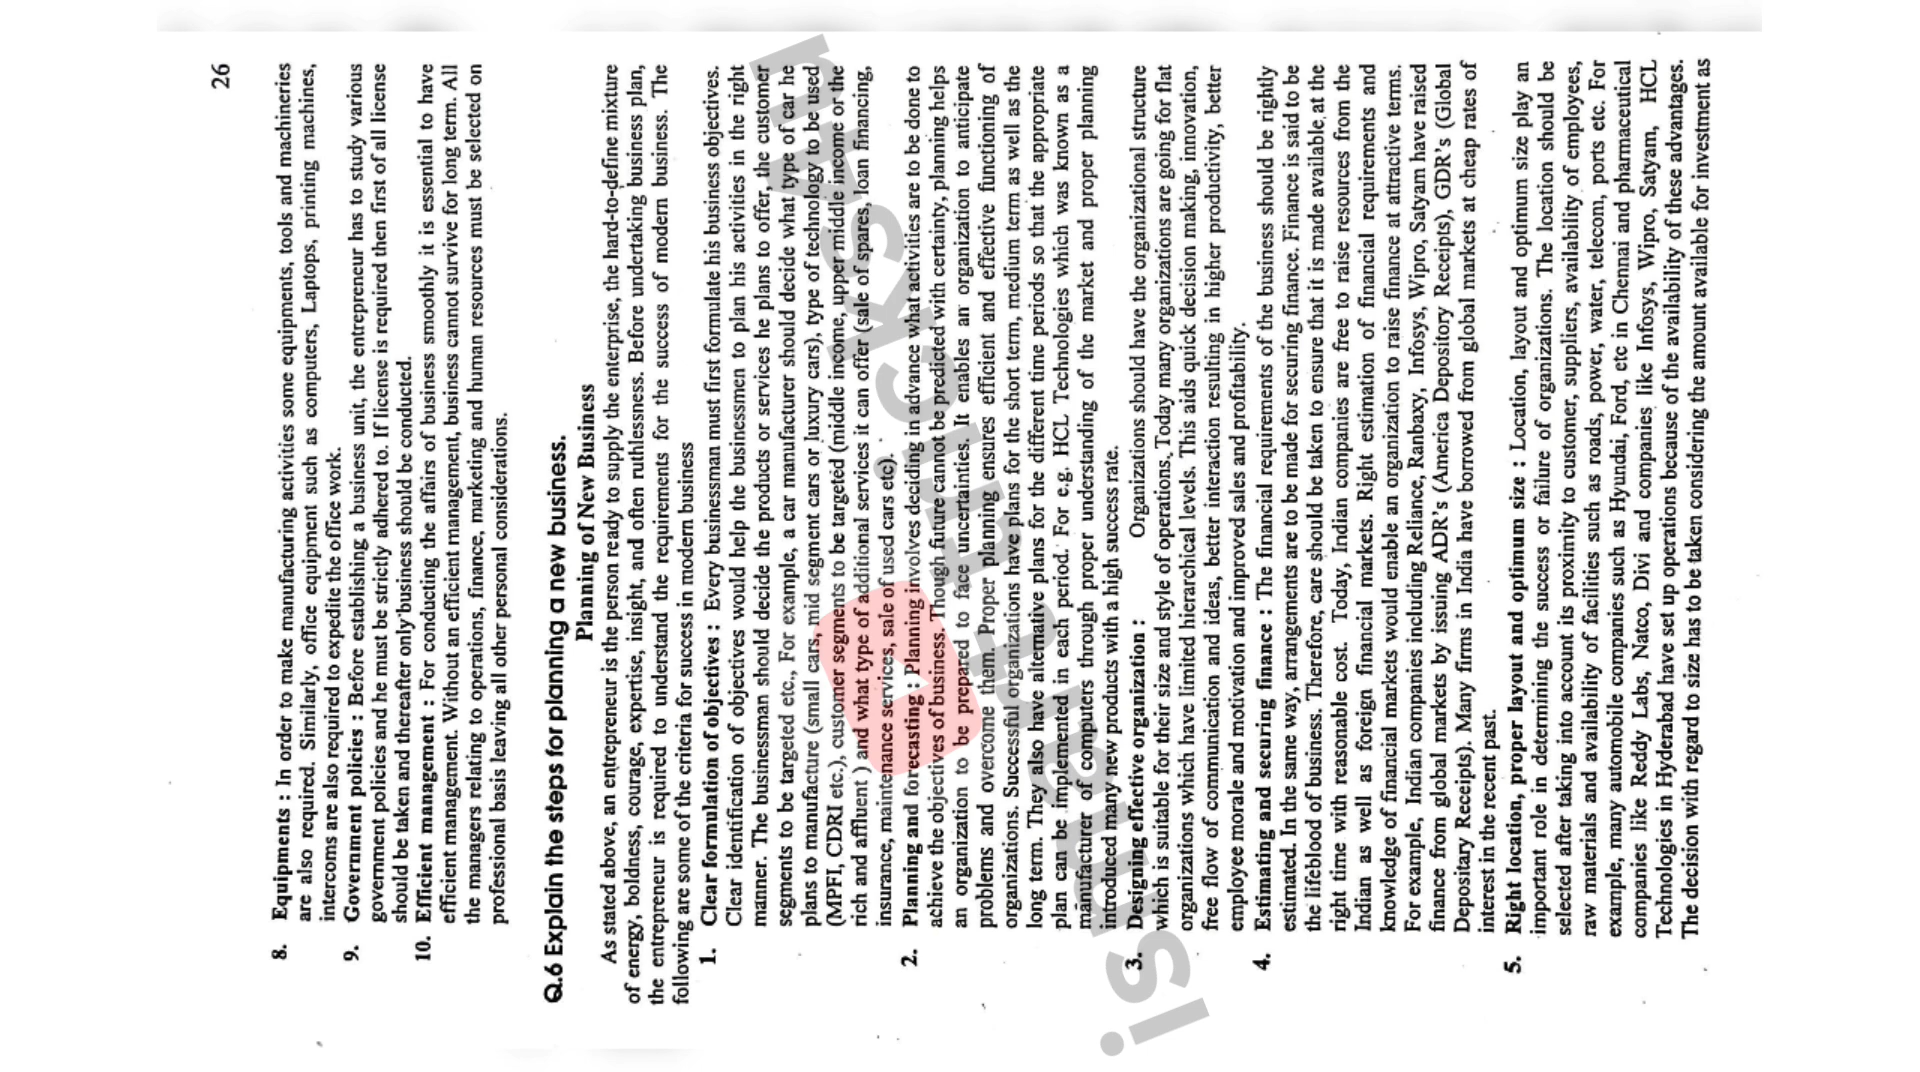 26
8. Equipments : In order to make manufacturing activities some equipments, tools and machineries
are also required. Similarly, office equipment such as computers, Laptops, printing machines,
intercoms are also required to expedite the office work.
9. Government policies : Before establishing a business unit, the entrepreneur has to study various
government policies and he must be strictly adhered to. If license is required then first of all license
should be taken and thereafter only business should be conducted.
10. Efficient management : For conducting the affairs of business smoothly it is essential to have
efficient management. Without an efficient management, business cannot survive for long term. All
the managers relating to operations, finance, marketing and human resources must be selected on
professional basis leaving all other personal considerations.
Q.6 Explain the steps for planning a new business.
Planning of New Business
As stated above, an entrepreneur is the person ready to supply the enterprise, the hard-to-define mixture
of energy, boldness, courage, expertise, insight, and often ruthlessness. Before undertaking business plan,
the entrepreneur is required to understand the requirements for the success of modern business. The
following are some of the criteria for success in modern business
1. Clear formulation of objectives : Every businessman must first formulate his business objectives.
Clear identification of objectives would help the businessmen to plan his activities in the right
manner. The businessman should decide the products or services he plans to offer, the customer
segments to be targeted etc., For example, a car manufacturer should decide what type of car he
plans to manufacture (small cars, mid segment cars or luxury cars), type of technology to be used
(MPFI, CDRI etc.), customer segments to be targeted (middle income, upper middle income or the
rich and affluent ) and what type of additional services it can offer (sale of spares, loan financing,
insurance, maintenance services, sale of used cars etc).
2. Planning and forecasting : Planning involves deciding in advance what activities are to be done to
achieve the objectives of business. Though future cannot be predicted with certainty, planning helps
an organization to be prepared to face uncertainties. It enables an organization to anticipate
problems and overcome them. Proper planning ensures efficient and effective functioning of
organizations. Successful organizations have plans for the short term, medium term as well as the
long term. They also have alternative plans for the different time periods so that the appropriate
plan can be implemented in each period. For e.g. HCL Technologies which was known as a
manufacturer of computers through proper understanding of the market and proper planning
introduced many new products with a high success rate.
3. Designing effective organization : Organizations should have the organizational structure
which is suitable for their size and style of operations. Today many organizations are going for flat
organizations which have limited hierarchical levels. This aids quick decision making, innovation,
free flow of communication and ideas, better interaction resulting in higher productivity, better
employee morale and motivation and improved sales and profitability.
4. Estimating and securing finance : The financial requirements of the business should be rightly
estimated. In the same way, arrangements are to be made for securing finance. Finance is said to be
the lifeblood of business. Therefore, care should be taken to ensure that it is made available at the
right time with reasonable cost. Today, Indian companies are free to raise resources from the
Indian as well as foreign financial markets. Right estimation of financial requirements and
knowledge of financial markets would enable an organization to raise finance at attractive terms.
For example, Indian companies including Reliance, Ranbaxy, Infosys, Wipro, Satyam have raised
finance from global markets by issuing ADR's (America Depository Receipts), GDR's (Global
Depositary Receipts). Many firms in India have borrowed from global markets at cheap rates of
interest in the recent past.
5. Right location, proper layout and optimum size : Location, layout and optimum size play an
important role in determining the success or failure of organizations. The location should be
selected after taking into account its proximity to customer, suppliers, availability of employees,
raw materials and availability of facilities such as roads, power, water, telecom, ports etc. For
example, many automobile companies such as Hyundai, Ford, etc in Chennai and pharmaceutical
companies like Reddy Labs, Natco, Divi and companies like Infosys, Wipro, Satyam, HCL
Technologies in Hyderabad have set up operations because of the availability of these advantages.
The decision with regard to size has to be taken considering the amount available for investment as